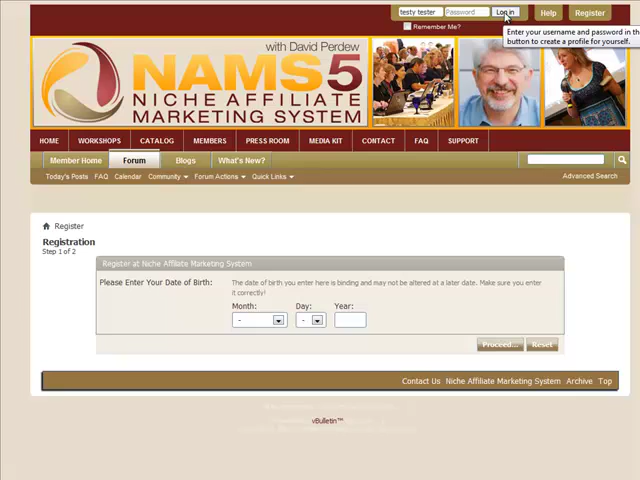 testy tester Password Log in Help Register
Remember Me?
Enter your username and password in th
button to create a profile for yourself.
with David Perdew
NAMS5
NICHE AFFILIATE
MARKETING SYSTEM
HOME WORKSHOPS CATALOG MEMBERS PRESS ROOM MEDIA KIT CONTACT FAQ SUPPORT
Member Home Forum Blogs What's New?
Today's Posts FAQ Calendar Community Forum Actions Quick Links Advanced Search
Register
Registration
Step 1 of 2
Register at Niche Affiliate Marketing System
Please Enter Your Date of Birth: The date of birth you enter here is binding and may not be altered at a later date. Make sure you enter
it correctly!
Month: Day: Year:
- -
Proceed... Reset
Contact Us Niche Affiliate Marketing System Archive Top
vBulletin™